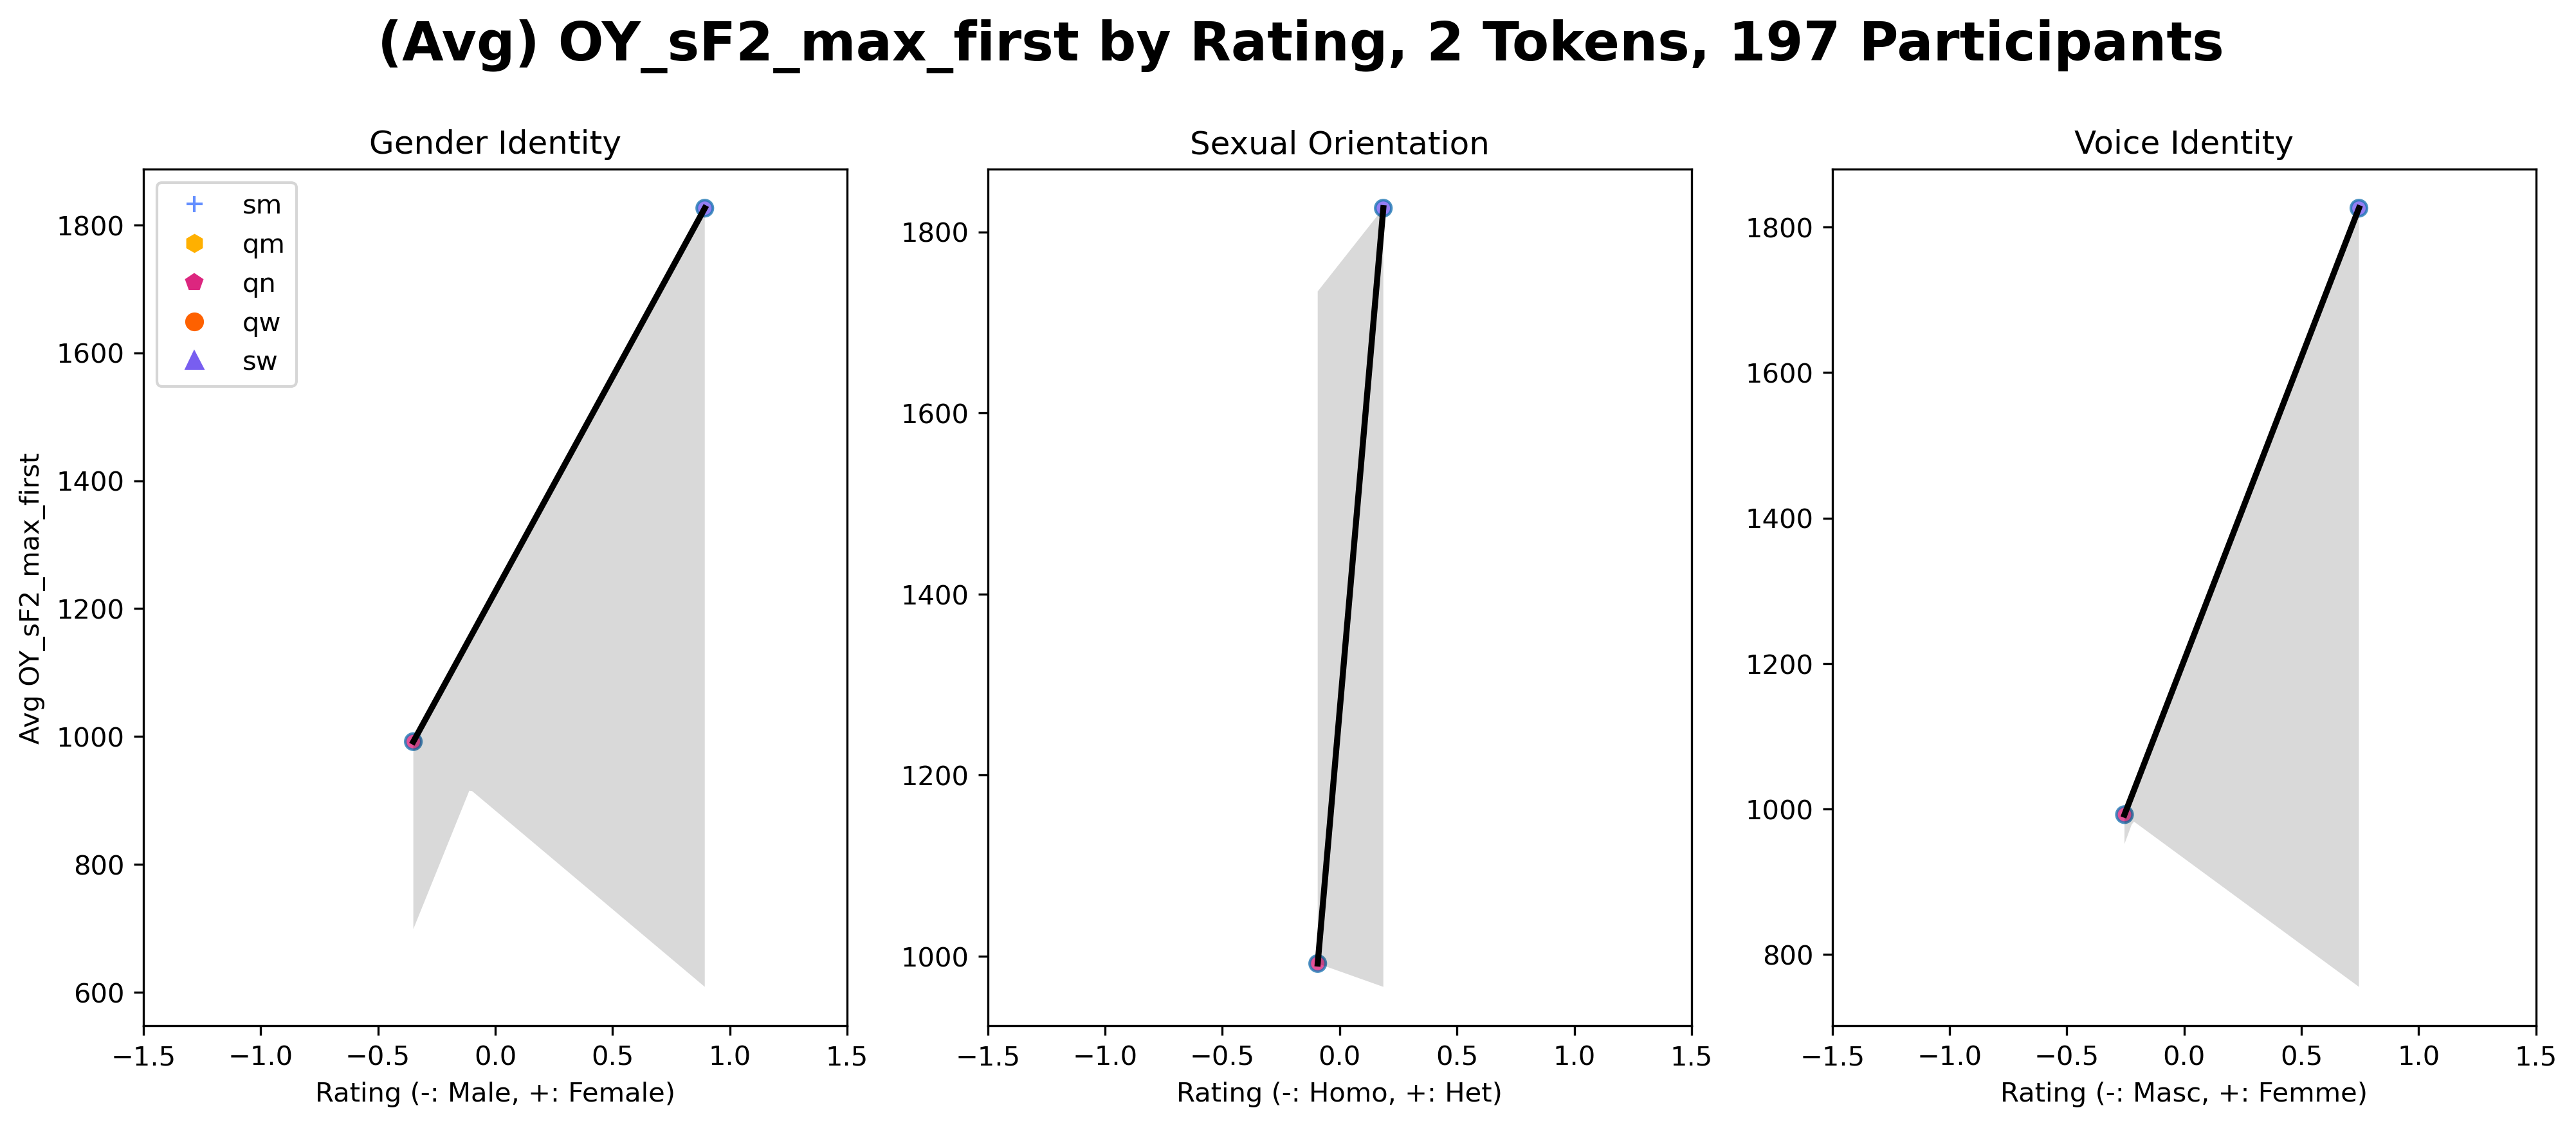 (Avg) OY_sF2_max_first by Rating, 2 Tokens, 197 Participants
Gender Identity
sm
qm
qn
qw
sw
Avg OY_sF2_max_first
1800
1600
1400
1200
1000
800
600
−1.5 −1.0 −0.5 0.0 0.5 1.0 1.5
Rating (-: Male, +: Female)
Sexual Orientation
1800
1600
1400
1200
1000
−1.5 −1.0 −0.5 0.0 0.5 1.0 1.5
Rating (-: Homo, +: Het)
Voice Identity
1800
1600
1400
1200
1000
800
−1.5 −1.0 −0.5 0.0 0.5 1.0 1.5
Rating (-: Masc, +: Femme)